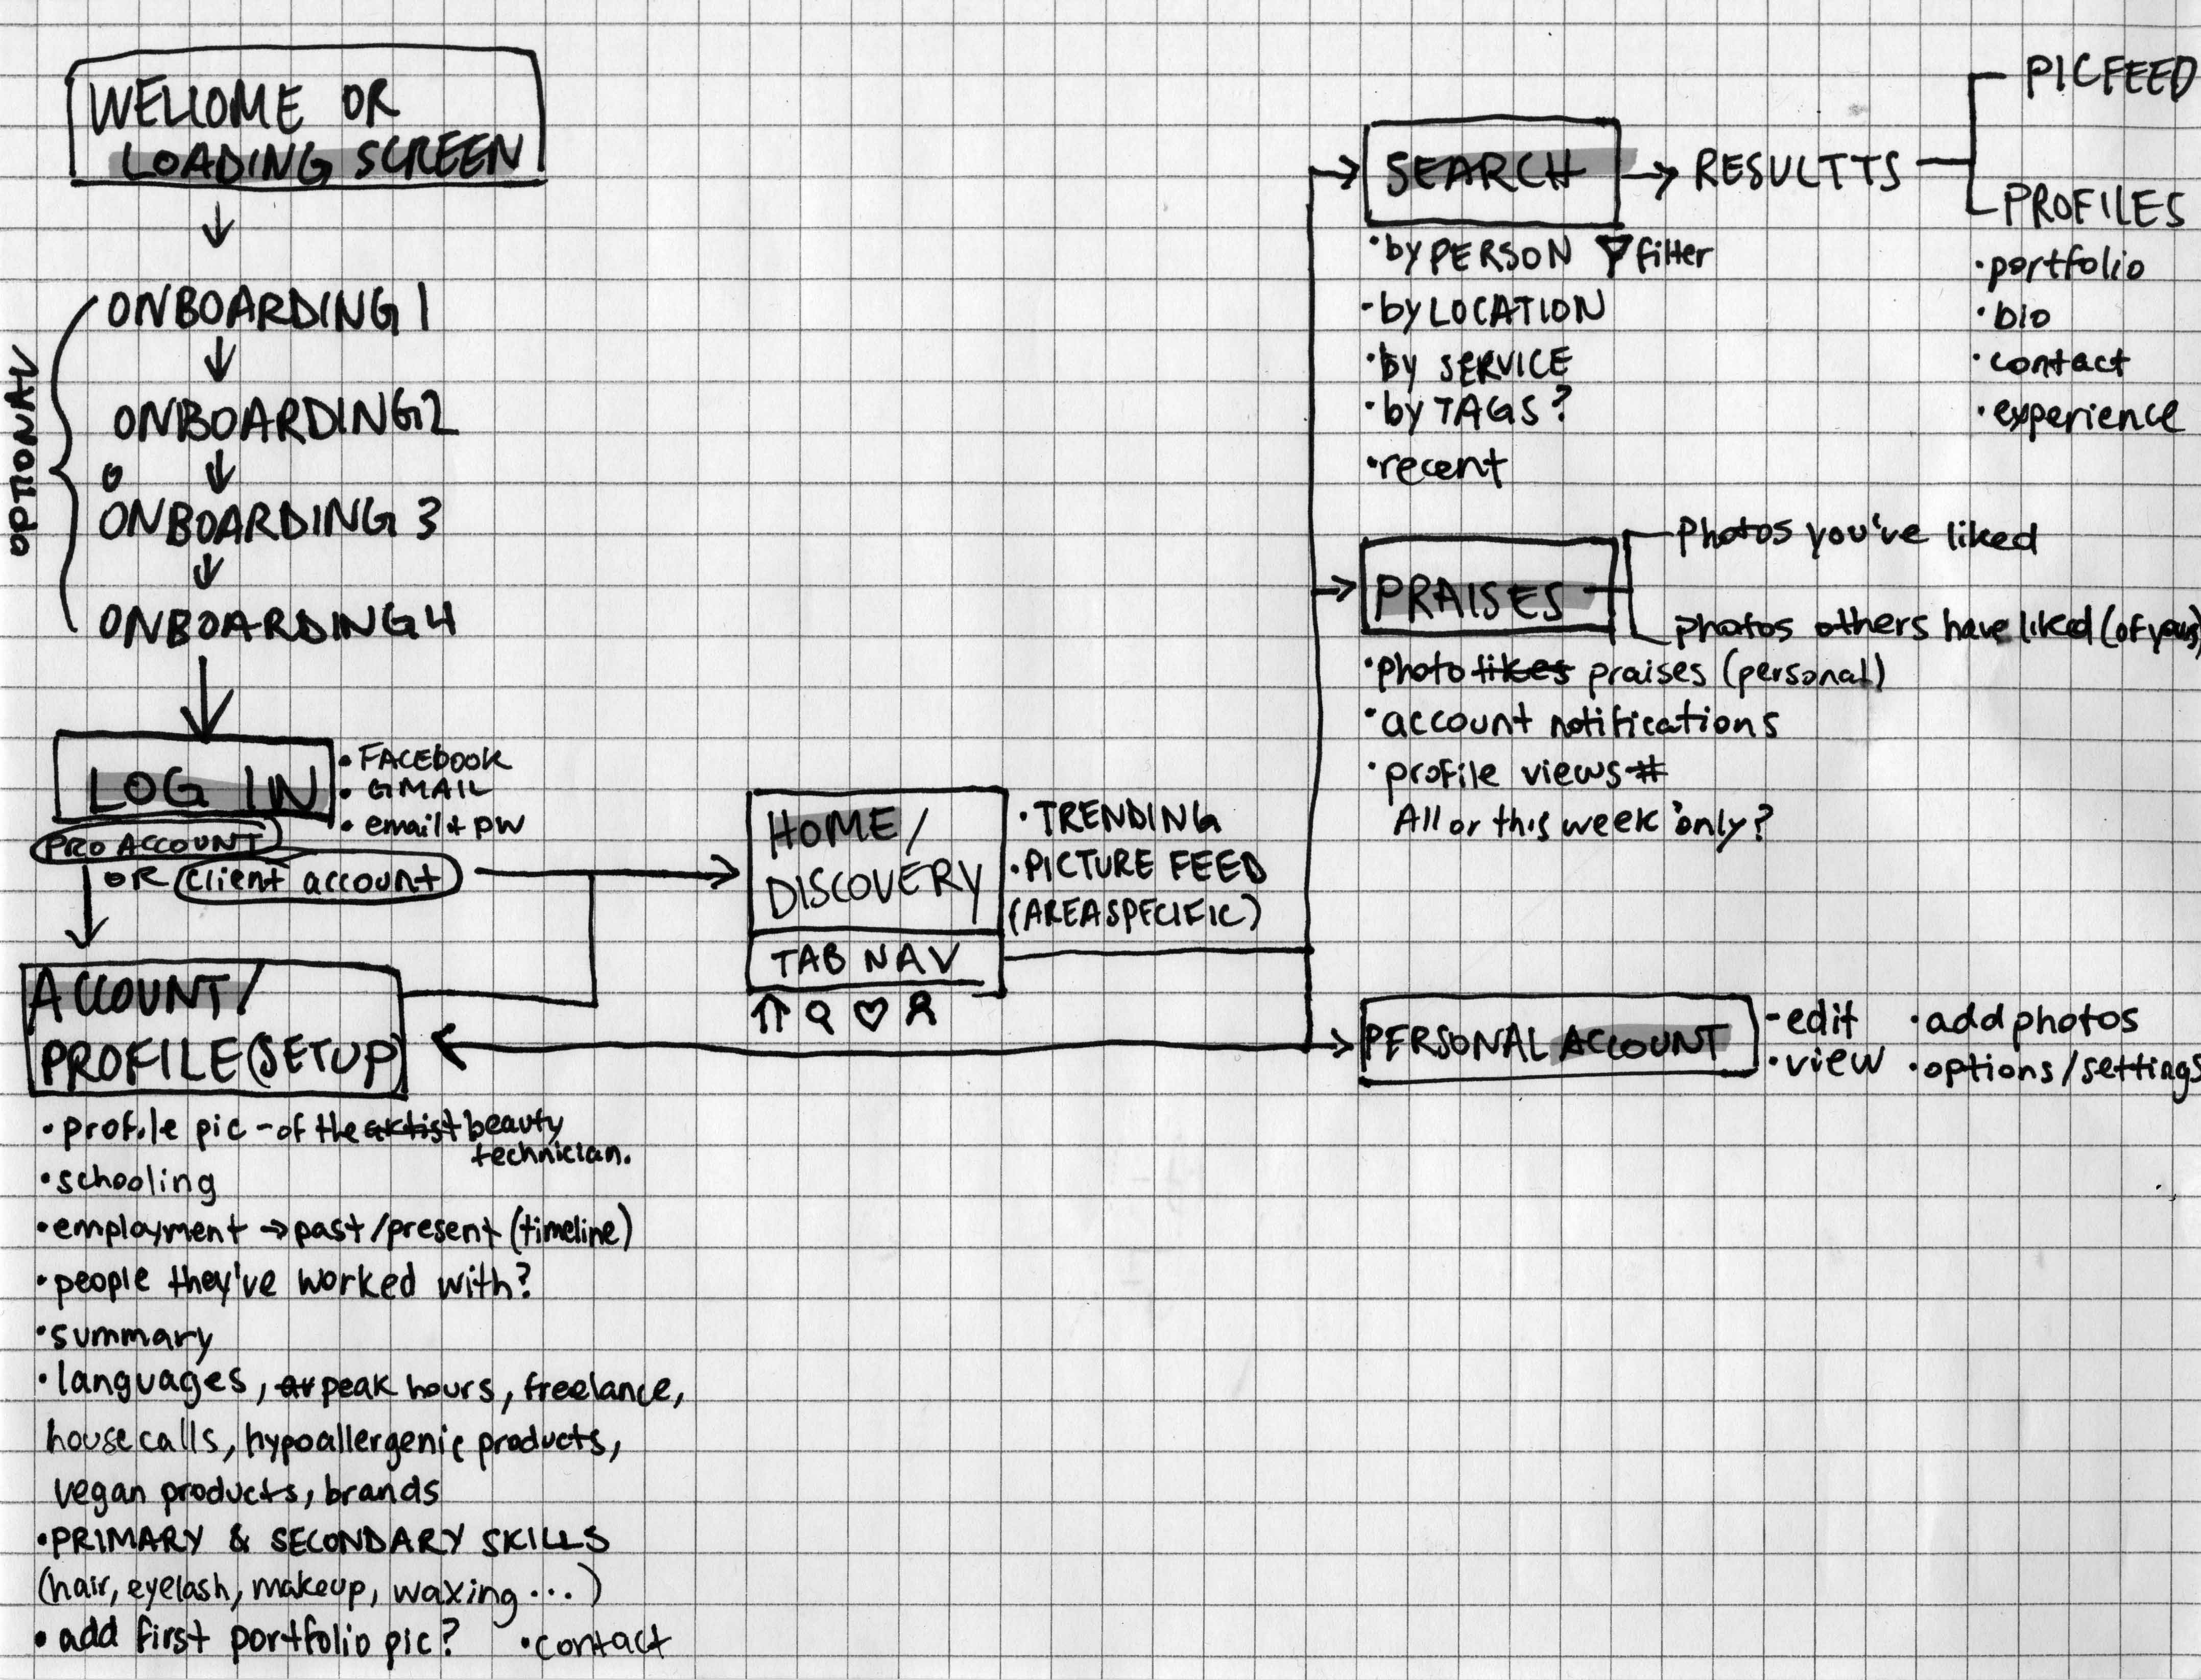 WELCOME OR
LOADING SCREEN
OPTIONAL
ONBOARDING 1
ONBOARDING 2
ONBOARDING 3
ONBOARDING 4
LOG IN
• FACEBOOK
• GMAIL
• email + pw
PRO ACCOUNT
OR client account
ACCOUNT/
PROFILE (SETUP)
• profile pic - of the artist beauty
technician.
• schooling
• employment → past/present (timeline)
• people they've worked with?
• summary
• languages, av peak hours, freelance,
house calls, hypoallergenic products,
vegan products, brands
• PRIMARY & SECONDARY SKILLS
(hair, eyelash, makeup, waxing ...)
• add first portfolio pic? • contact
HOME/
DISCOVERY
TAB NAV
• TRENDING
• PICTURE FEED
(AREA SPECIFIC)
SEARCH → RESULTTS
• by PERSON filter
• by LOCATION
• by SERVICE
• by TAGS?
• recent
PICFEED
PROFILES
• portfolio
• bio
• contact
• experience
PRAISES
photos you've liked
photos others have liked (of yours)
• photo likes praises (personal)
• account notifications
• profile views #
All or this week only?
PERSONAL ACCOUNT
- edit • add photos
• view • options/settings